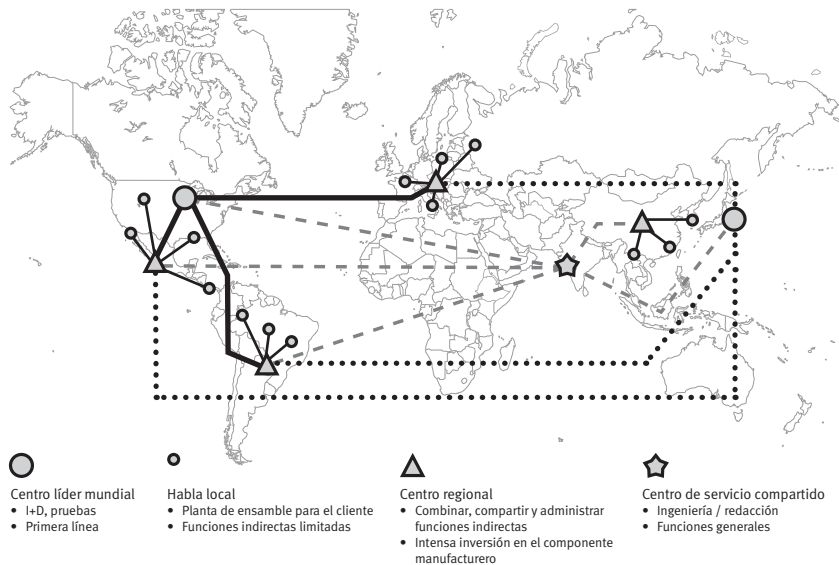 Centro líder mundial
• I+D, pruebas
• Primera línea
Habla local
• Planta de ensamble para el cliente
• Funciones indirectas limitadas
Centro regional
• Combinar, compartir y administrar
funciones indirectas
• Intensa inversión en el componente
manufacturero
Centro de servicio compartido
• Ingeniería / redacción
• Funciones generales